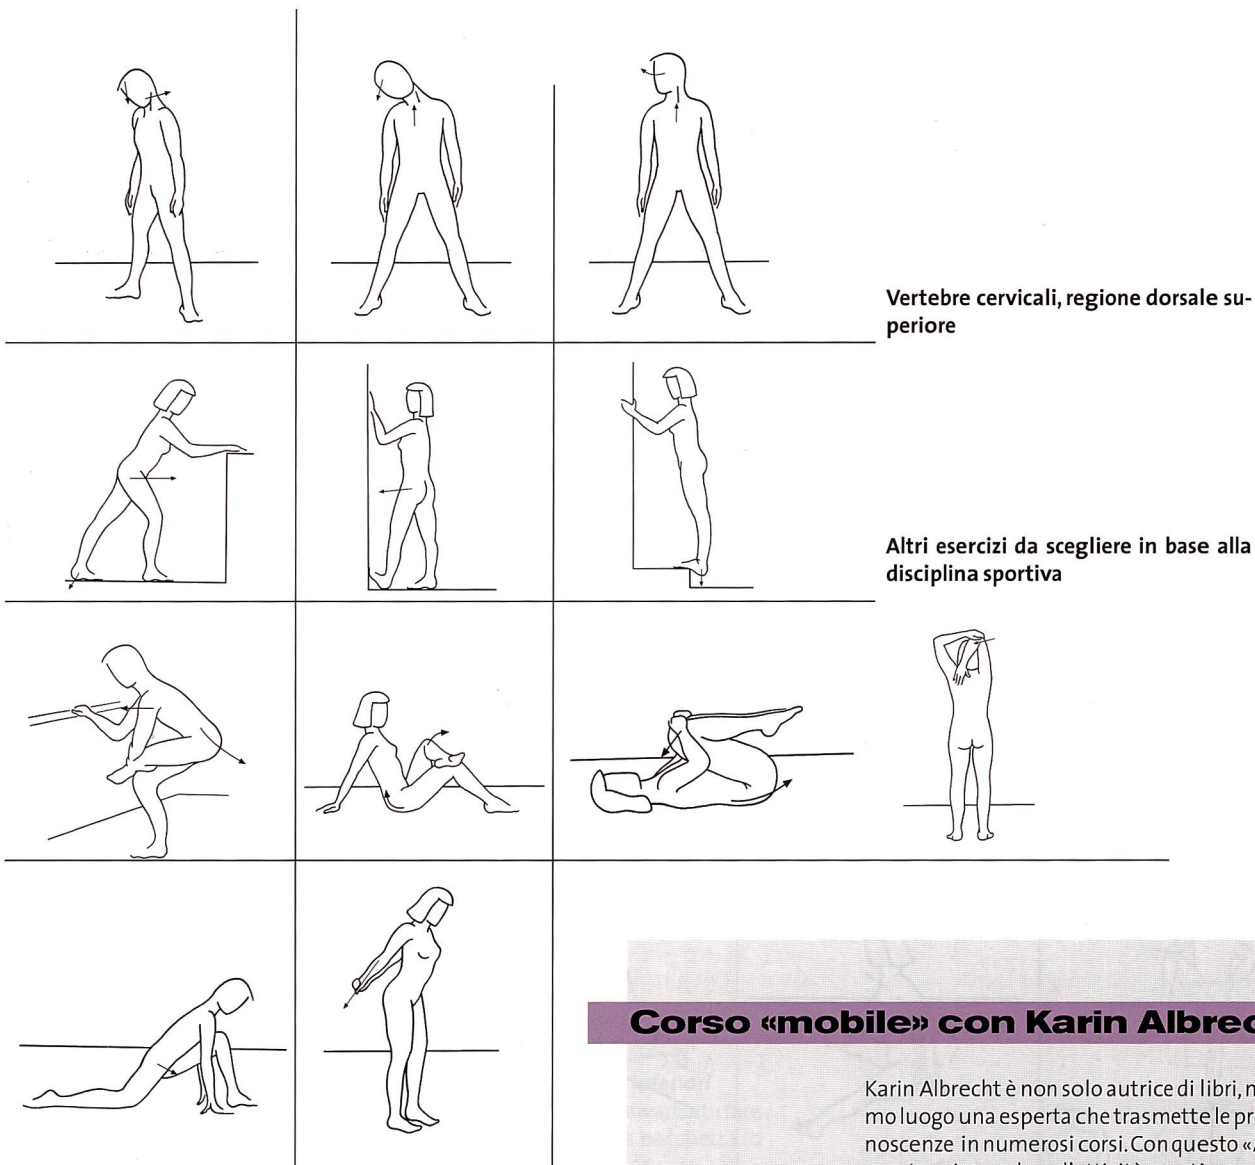 Vertebre cervicali, regione dorsale su-
periore
Altri esercizi da scegliere in base alla
disciplina sportiva
Corso «mobile» con Karin
Karin Albrecht è non solo autrice di libri,
mo luogo una esperta che trasmette le
noscenze in numerosi corsi. Con questo